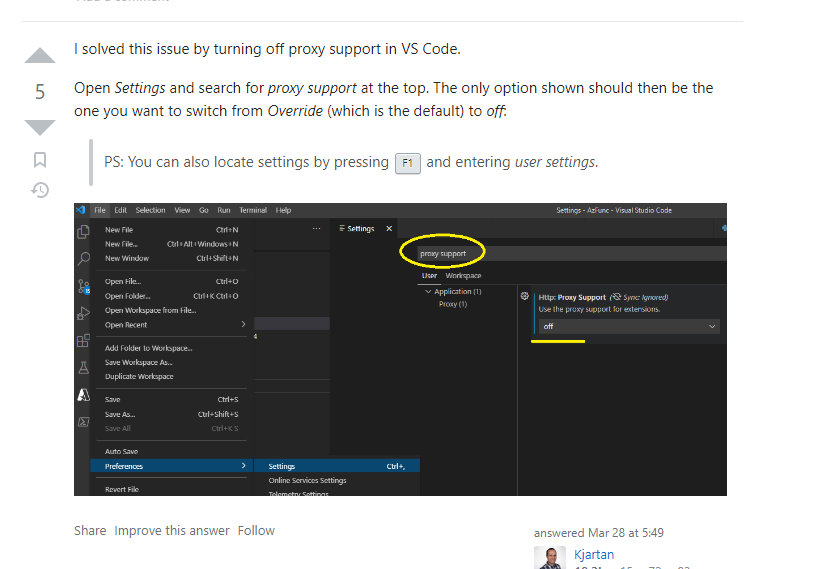 I solved this issue by turning off proxy support in VS Code.
5
Open Settings and search for proxy support at the top. The only option shown should then be the
one you want to switch from Override (which is the default) to off:
PS: You can also locate settings by pressing F1 and entering user settings.
File Edit Selection View Go Run Terminal Help
Settings - AzFunc - Visual Studio Code
New File Ctrl+N
New File... Ctrl+Alt+Windows+N
New Window Ctrl+Shift+N
Open File... Ctrl+O
Open Folder... Ctrl+K Ctrl+O
Open Workspace from File...
Open Recent
Add Folder to Workspace...
Save Workspace As...
Duplicate Workspace
Save Ctrl+S
Save As... Ctrl+Shift+S
Save All Ctrl+K S
Auto Save
Preferences
Revert File
Settings Ctrl+,
Online Services Settings
Telemetry Settings
Settings
proxy support
User Workspace
Application (1)
Proxy (1)
Http: Proxy Support (Sync: Ignored)
Use the proxy support for extensions.
off
Share Improve this answer Follow
answered Mar 28 at 5:49
Kjartan